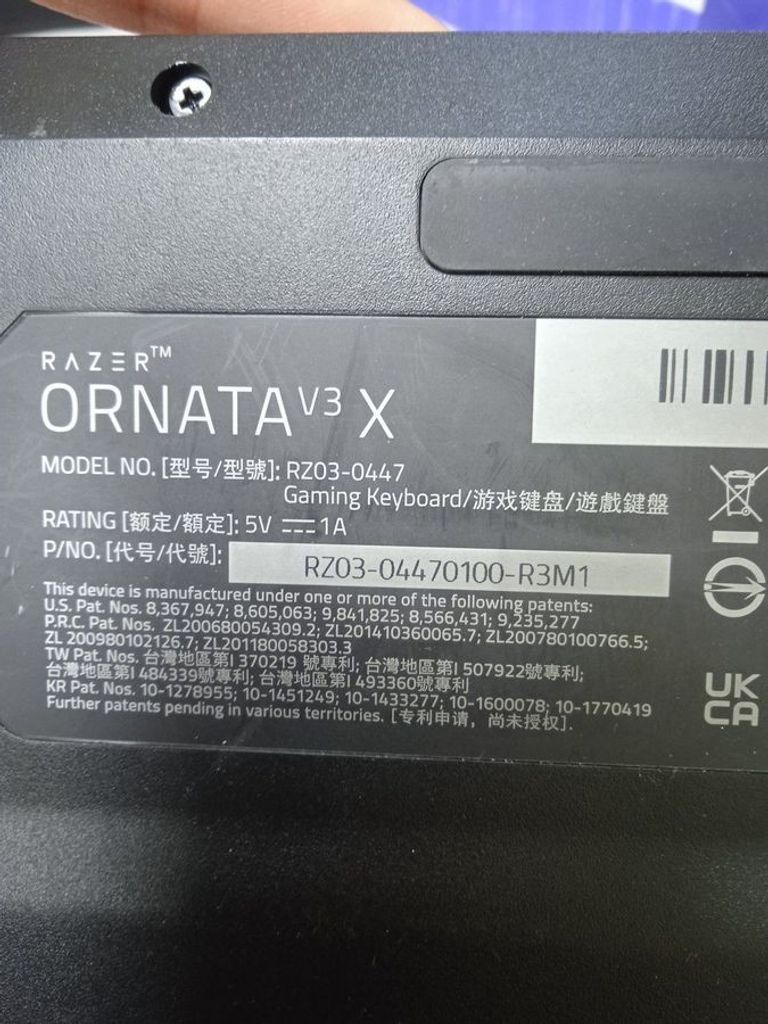 RAZER™
ORNATA V3 X
MODEL NO. [型号/型號]: RZ03-0447
Gaming Keyboard/游戏键盘/遊戲鍵盤
RATING [额定/額定]: 5V ⎓ 1A
P/NO. [代号/代號]: RZ03-04470100-R3M1
This device is manufactured under one or more of the following patents:
U.S. Pat. Nos. 8,367,947; 8,605,063; 9,841,825; 8,566,431; 9,235,277
P.R.C. Pat. Nos. ZL200680054309.2; ZL201410360065.7; ZL200780100766.5;
ZL 200980102126.7; ZL201180058303.3
TW Pat. Nos. 台灣地區第I 370219 號專利; 台灣地區第I 507922號專利;
台灣地區第I 484339號專利; 台灣地區第I 493360號專利
KR Pat. Nos. 10-1278955; 10-1451249; 10-1433277; 10-1600078; 10-1770419
Further patents pending in various territories. [专利申请，尚未授权].
UK
CA